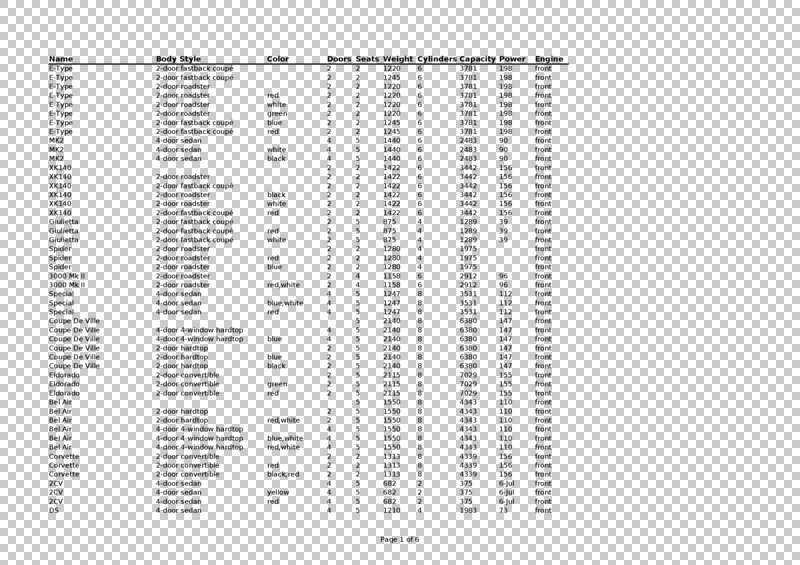 Name Body Style Color Doors Seats Weight Cylinders Capacity Power Engine
E-Type 2-door fastback coupé 2 2 1220 6 3781 198 front
E-Type 2-door fastback coupé 2 2 1245 6 3781 198 front
E-Type 2-door roadster 2 2 1220 6 3781 198 front
E-Type 2-door roadster red 2 2 1220 6 3781 198 front
E-Type 2-door roadster white 2 2 1220 6 3781 198 front
E-Type 2-door roadster green 2 2 1220 6 3781 198 front
E-Type 2-door fastback coupé blue 2 2 1245 6 3781 198 front
E-Type 2-door fastback coupé red 2 2 1245 6 3781 198 front
MK2 4-door sedan 4 5 1440 6 2483 90 front
MK2 4-door sedan white 4 5 1440 6 2483 90 front
MK2 4-door sedan black 4 5 1440 6 2483 90 front
XK140 2 2 1422 6 3442 156 front
XK140 2-door roadster 2 2 1422 6 3442 156 front
XK140 2-door fastback coupé 2 2 1422 6 3442 156 front
XK140 2-door roadster black 2 2 1422 6 3442 156 front
XK140 2-door roadster white 2 2 1422 6 3442 156 front
XK140 2-door fastback coupé red 2 2 1422 6 3442 156 front
Giulietta 2-door fastback coupé 2 5 875 4 1289 39 front
Giulietta 2-door fastback coupé red 2 5 875 4 1289 39 front
Giulietta 2-door fastback coupé white 2 5 875 4 1289 39 front
Spider 2-door roadster 2 2 1280 4 1975 front
Spider 2-door roadster red 2 2 1280 4 1975 front
Spider 2-door roadster blue 2 2 1280 4 1975 front
3000 Mk II 2-door roadster 2 4 1158 6 2912 96 front
3000 Mk II 2-door roadster red,white 2 4 1158 6 2912 96 front
Special 4-door sedan 4 5 1247 8 3531 112 front
Special 4-door sedan blue,white 4 5 1247 8 3531 112 front
Special 4-door sedan red 4 5 1247 8 3531 112 front
Coupe De Ville 5 2140 8 6380 147 front
Coupe De Ville 4-door 4-window hardtop 4 5 2140 8 6380 147 front
Coupe De Ville 4-door 4-window hardtop blue 4 5 2140 8 6380 147 front
Coupe De Ville 2-door hardtop 2 5 2140 8 6380 147 front
Coupe De Ville 2-door hardtop blue 2 5 2140 8 6380 147 front
Coupe De Ville 2-door hardtop black 2 5 2140 8 6380 147 front
Eldorado 2-door convertible 2 5 2115 8 7029 155 front
Eldorado 2-door convertible green 2 5 2115 8 7029 155 front
Eldorado 2-door convertible red 2 5 2115 8 7029 155 front
Bel Air 5 1550 8 4343 110 front
Bel Air 2-door hardtop 2 5 1550 8 4343 110 front
Bel Air 2-door hardtop red,white 2 5 1550 8 4343 110 front
Bel Air 4-door 4-window hardtop 4 5 1550 8 4343 110 front
Bel Air 4-door 4-window hardtop blue,white 4 5 1550 8 4343 110 front
Bel Air 4-door 4-window hardtop red,white 4 5 1550 8 4343 110 front
Corvette 2-door convertible 2 2 1313 8 4339 156 front
Corvette 2-door convertible red 2 2 1313 8 4339 156 front
Corvette 2-door convertible black,red 2 2 1313 8 4339 156 front
2CV 4-door sedan 4 5 682 2 375 6-Jul front
2CV 4-door sedan yellow 4 5 682 2 375 6-Jul front
2CV 4-door sedan red 4 5 682 2 375 6-Jul front
DS 4-door sedan 4 5 1210 4 1983 73 front
Page 1 of 6